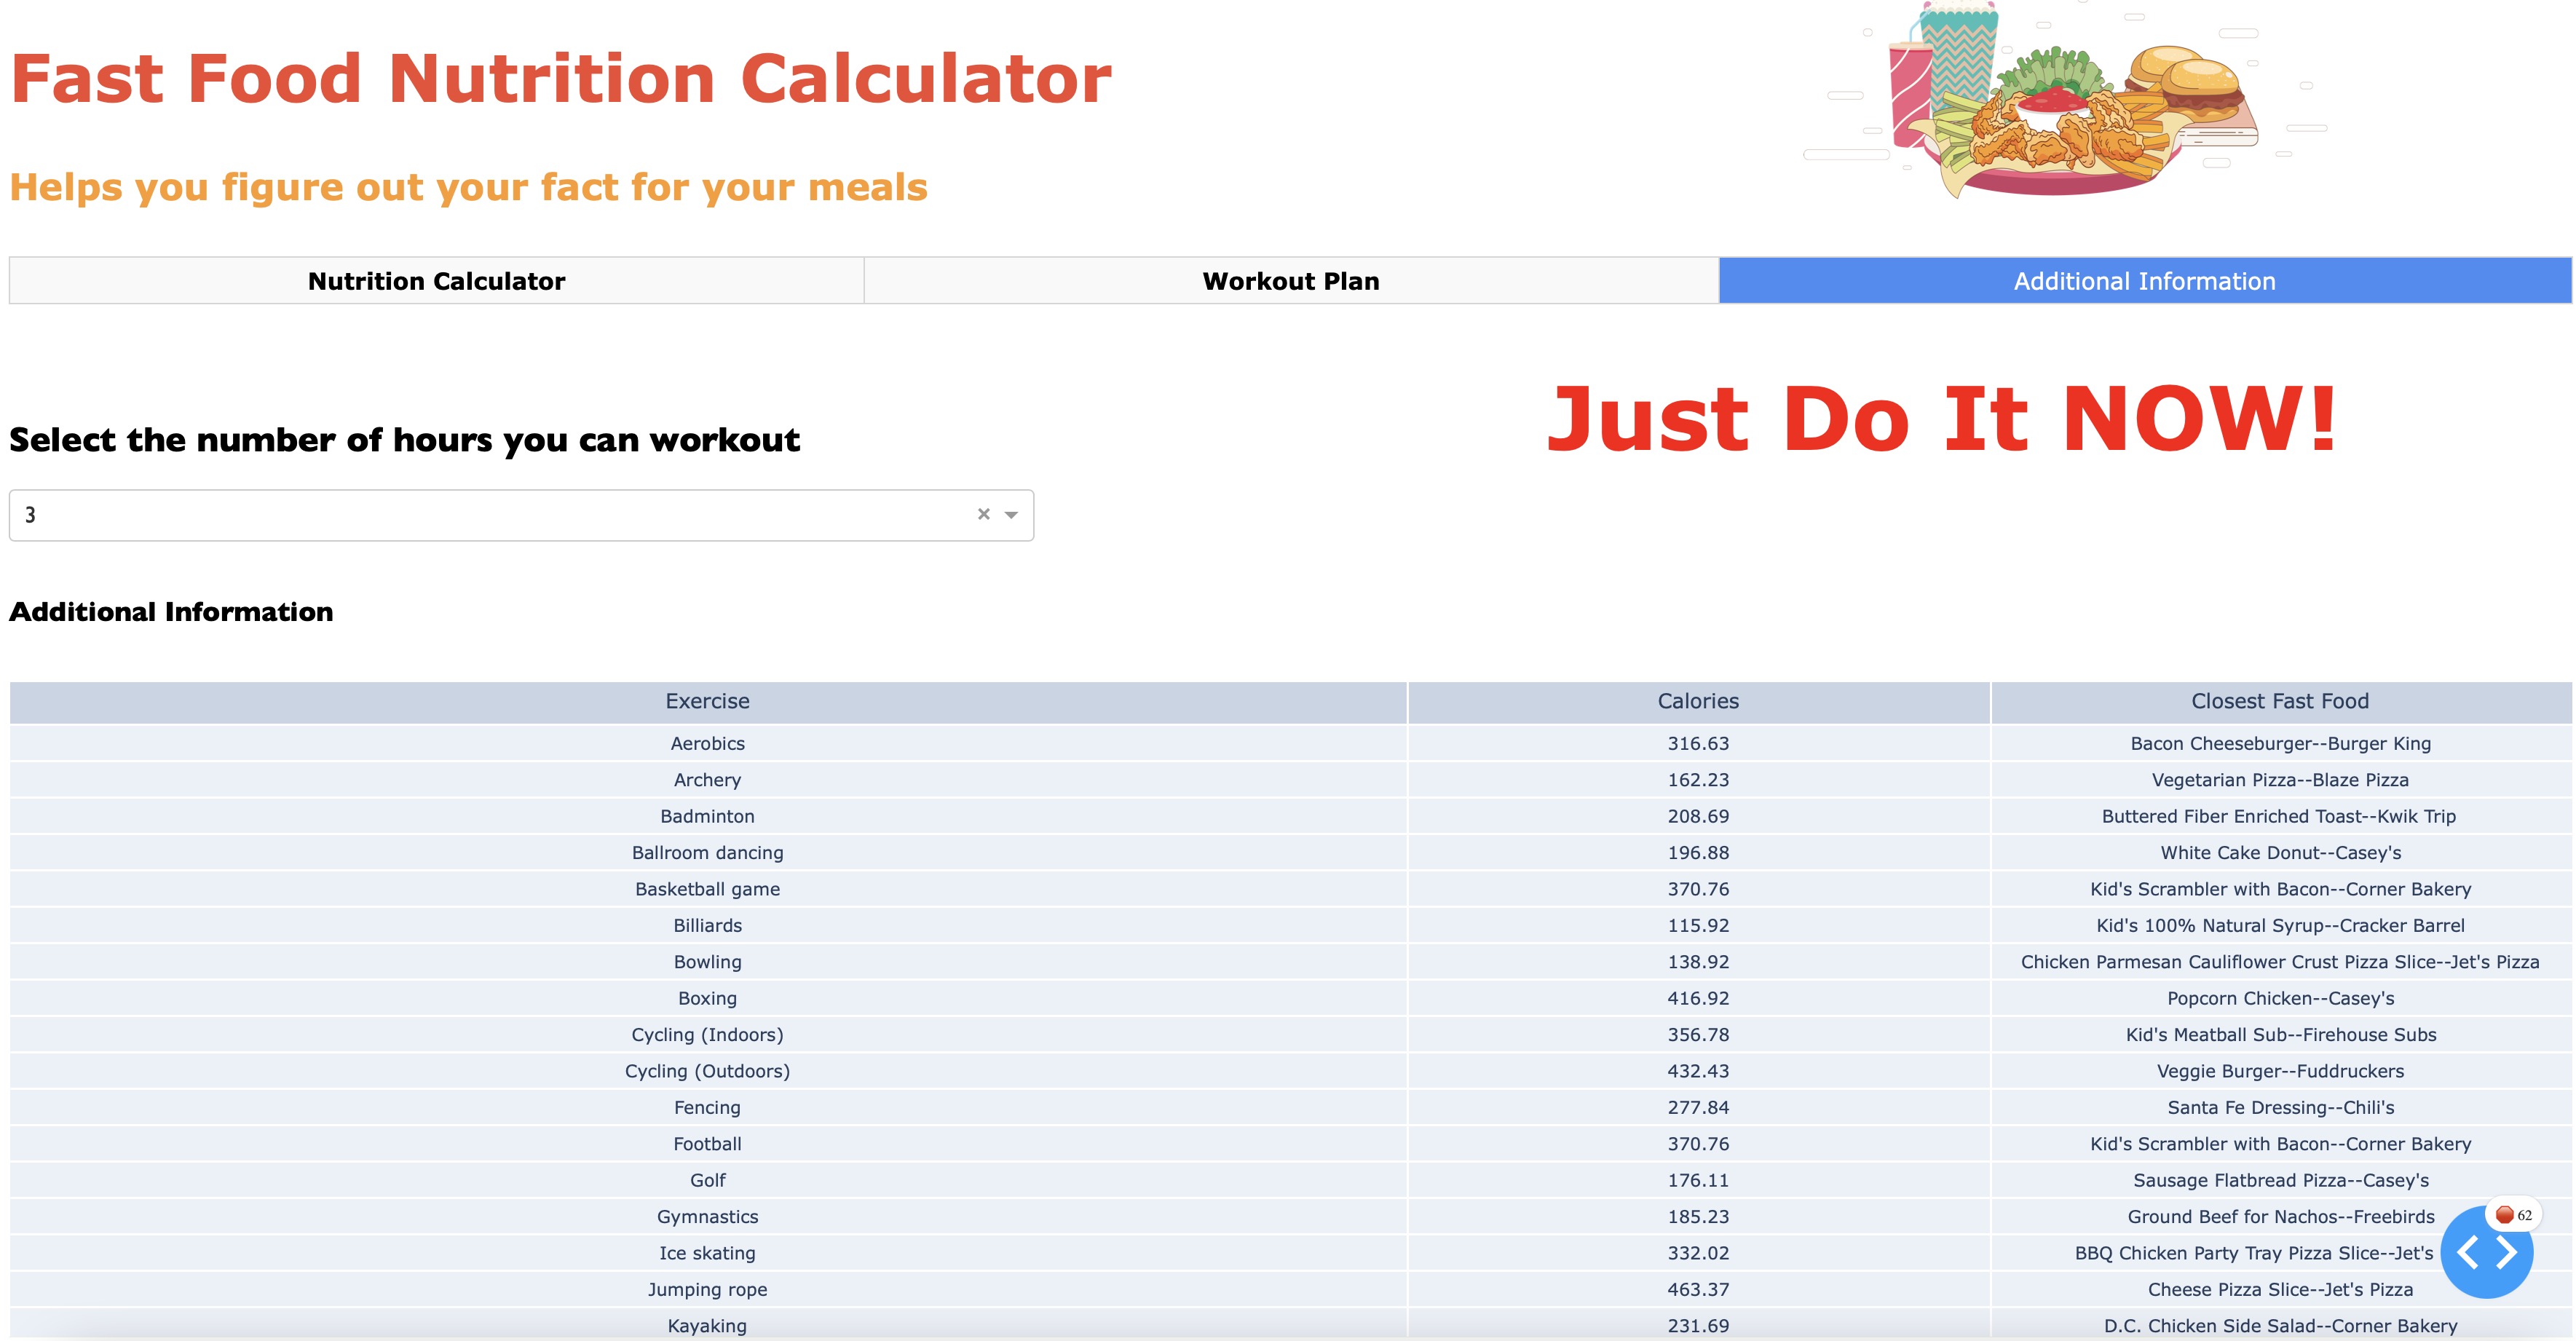 Fast Food Nutrition Calculator
Helps you figure out your fact for your meals
Nutrition Calculator Workout Plan Additional Information
Just Do It NOW!
Select the number of hours you can workout
3 ×
Additional Information
Exercise Calories Closest Fast Food
Aerobics 316.63 Bacon Cheeseburger--Burger King
Archery 162.23 Vegetarian Pizza--Blaze Pizza
Badminton 208.69 Buttered Fiber Enriched Toast--Kwik Trip
Ballroom dancing 196.88 White Cake Donut--Casey's
Basketball game 370.76 Kid's Scrambler with Bacon--Corner Bakery
Billiards 115.92 Kid's 100% Natural Syrup--Cracker Barrel
Bowling 138.92 Chicken Parmesan Cauliflower Crust Pizza Slice--Jet's Pizza
Boxing 416.92 Popcorn Chicken--Casey's
Cycling (Indoors) 356.78 Kid's Meatball Sub--Firehouse Subs
Cycling (Outdoors) 432.43 Veggie Burger--Fuddruckers
Fencing 277.84 Santa Fe Dressing--Chili's
Football 370.76 Kid's Scrambler with Bacon--Corner Bakery
Golf 176.11 Sausage Flatbread Pizza--Casey's
Gymnastics 185.23 Ground Beef for Nachos--Freebirds
62
Ice skating 332.02 BBQ Chicken Party Tray Pizza Slice--Jet's
Jumping rope 463.37 Cheese Pizza Slice--Jet's Pizza
Kayaking 231.69 D.C. Chicken Side Salad--Corner Bakery